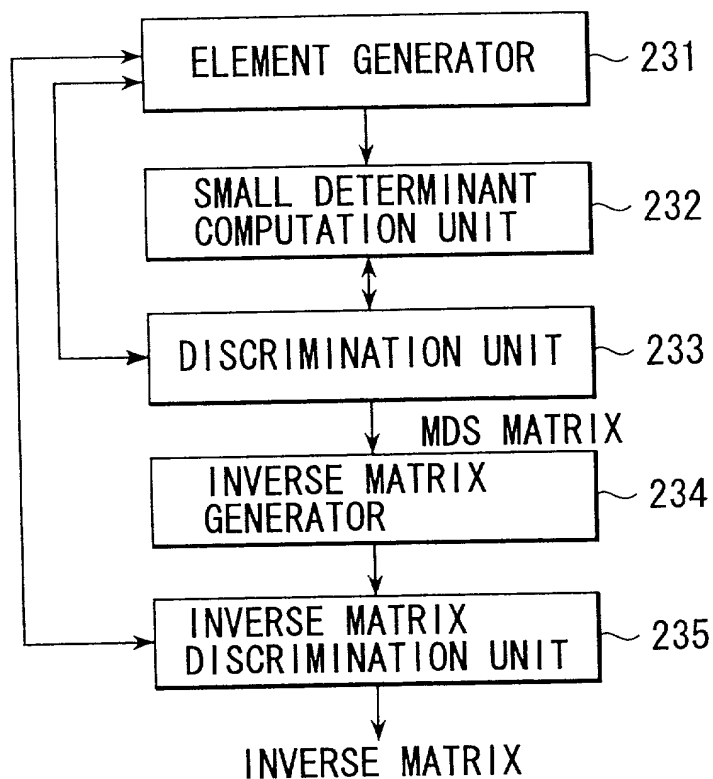 ELEMENT GENERATOR
231
SMALL DETERMINANT
COMPUTATION UNIT
232
DISCRIMINATION UNIT
233
MDS MATRIX
INVERSE MATRIX
GENERATOR
234
INVERSE MATRIX
DISCRIMINATION UNIT
235
INVERSE MATRIX